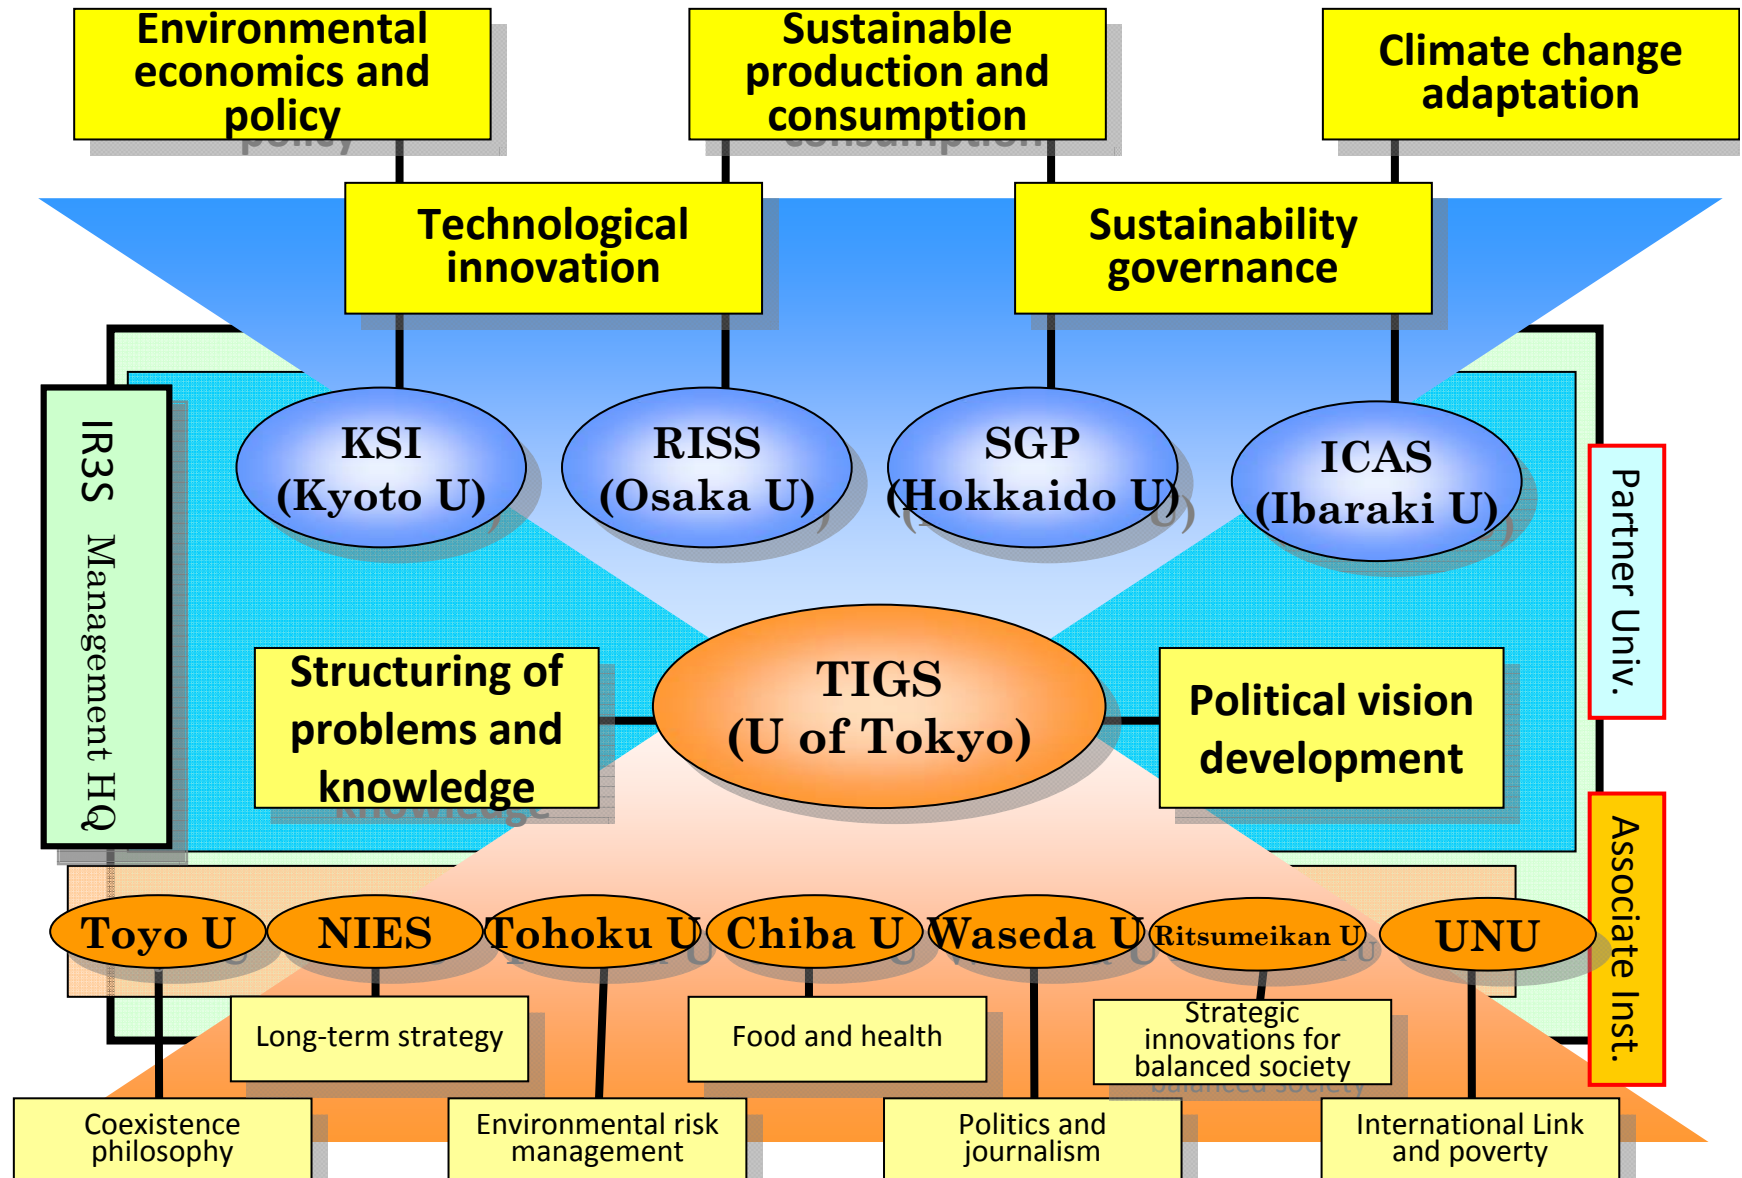 Environmental
economics and
policy
Sustainable
production and
consumption
Climate change
adaptation
Technological
innovation
Sustainability
governance
IR3S Management HQ
KSI
(Kyoto U)
RISS
(Osaka U)
SGP
(Hokkaido U)
ICAS
(Ibaraki U)
Partner Univ.
Structuring of
problems and
knowledge
TIGS
(U of Tokyo)
Political vision
development
Associate Inst.
Toyo U
NIES
Tohoku U
Chiba U
Waseda U
Ritsumeikan U
UNU
Long-term strategy
Food and health
Strategic
innovations for
balanced society
Coexistence
philosophy
Environmental risk
management
Politics and
journalism
International Link
and poverty